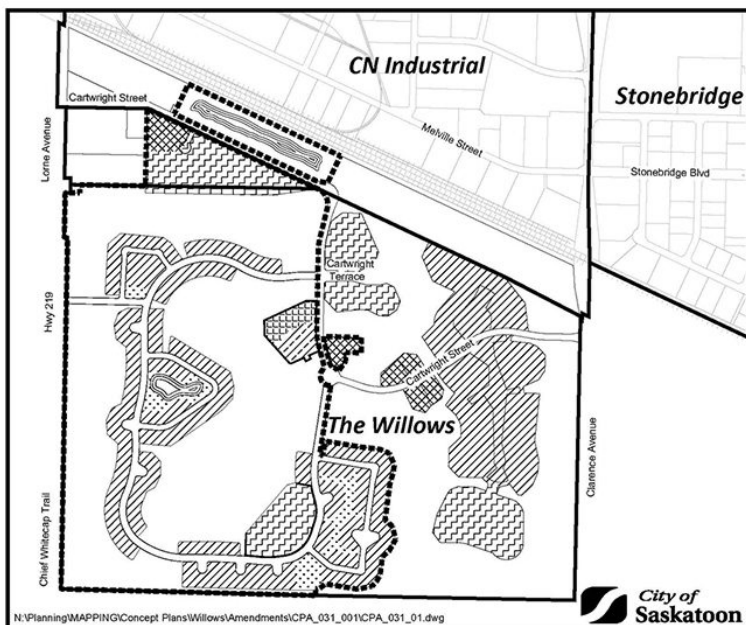 CN Industrial
Stonebridge
Cartwright Street
Melville Street
Lorne Avenue
Stonebridge Blvd
Cartwright
Terrace
Hwy 219
Cartwright Street
The Willows
Clarence Avenue
Chief Whitecap Trail
City of
Saskatoon
N:\Planning\MAPPING\Concept Plans\Willows\Amendments\CPA_031_001\CPA_031_01.dwg